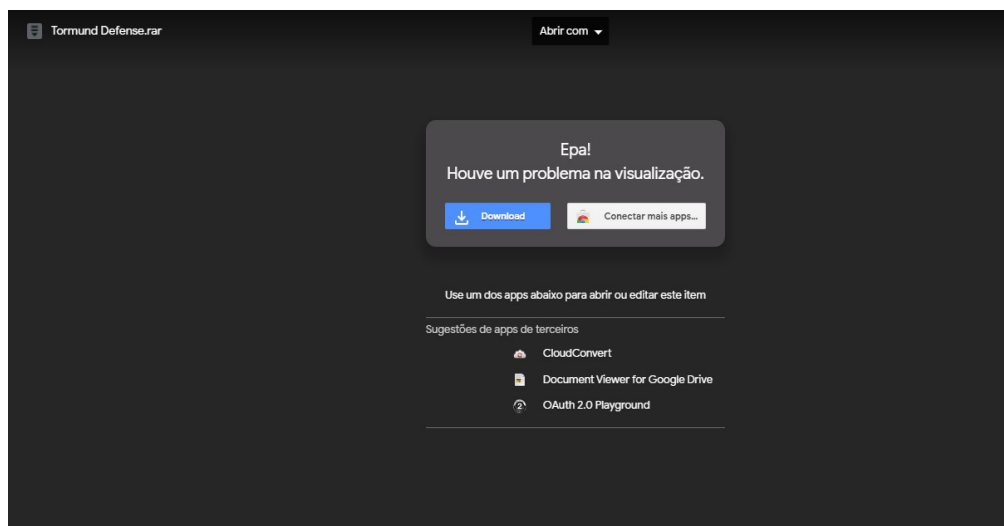 Tormund Defense.rar
Abrir com
Epa!
Houve um problema na visualização.
Download
Conectar mais apps...
Use um dos apps abaixo para abrir ou editar este item
Sugestões de apps de terceiros
CloudConvert
Document Viewer for Google Drive
OAuth 2.0 Playground